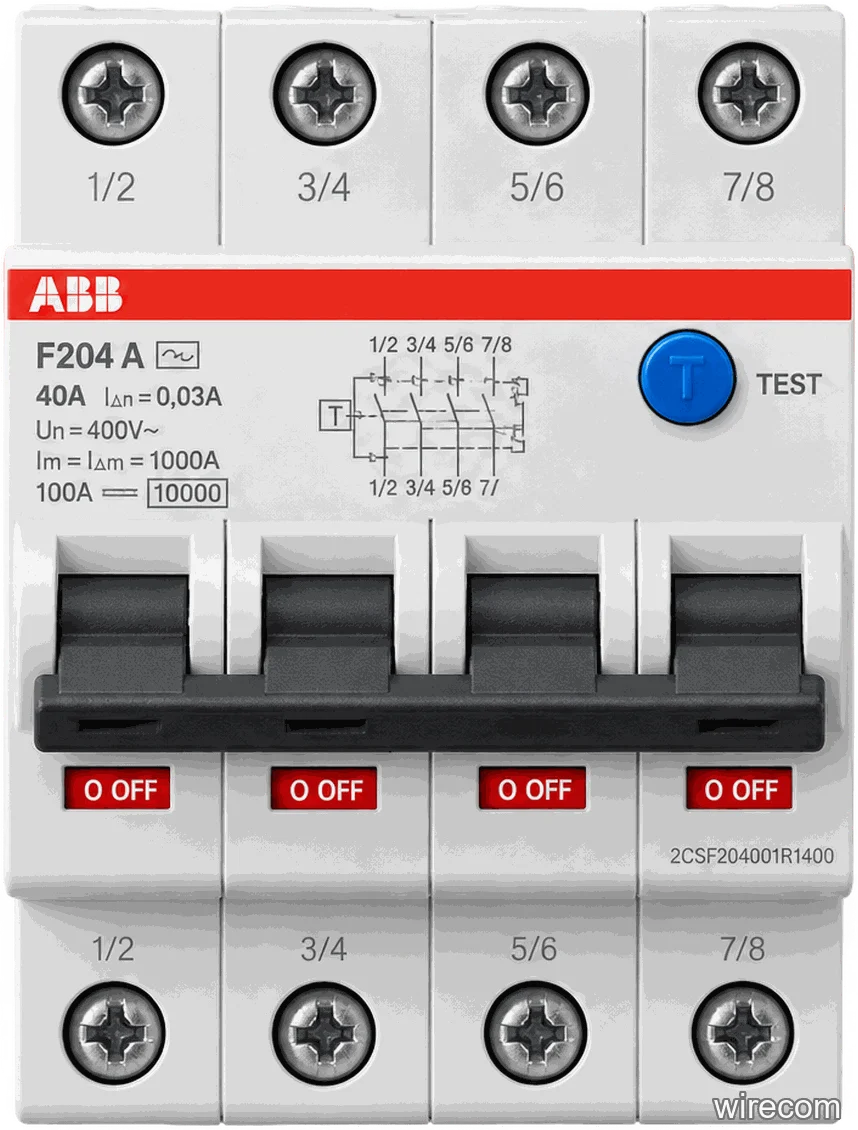 1/2 3/4 5/6 7/8
ABB
F204 A
40A I∆n = 0,03A
Un = 400V~
Im = I∆m = 1000A
100A 10000
1/2 3/4 5/6 7/8
T
1/2 3/4 5/6 7/
T
TEST
O OFF O OFF O OFF O OFF
2CSF204001R1400
1/2 3/4 5/6 7/8
wirecom